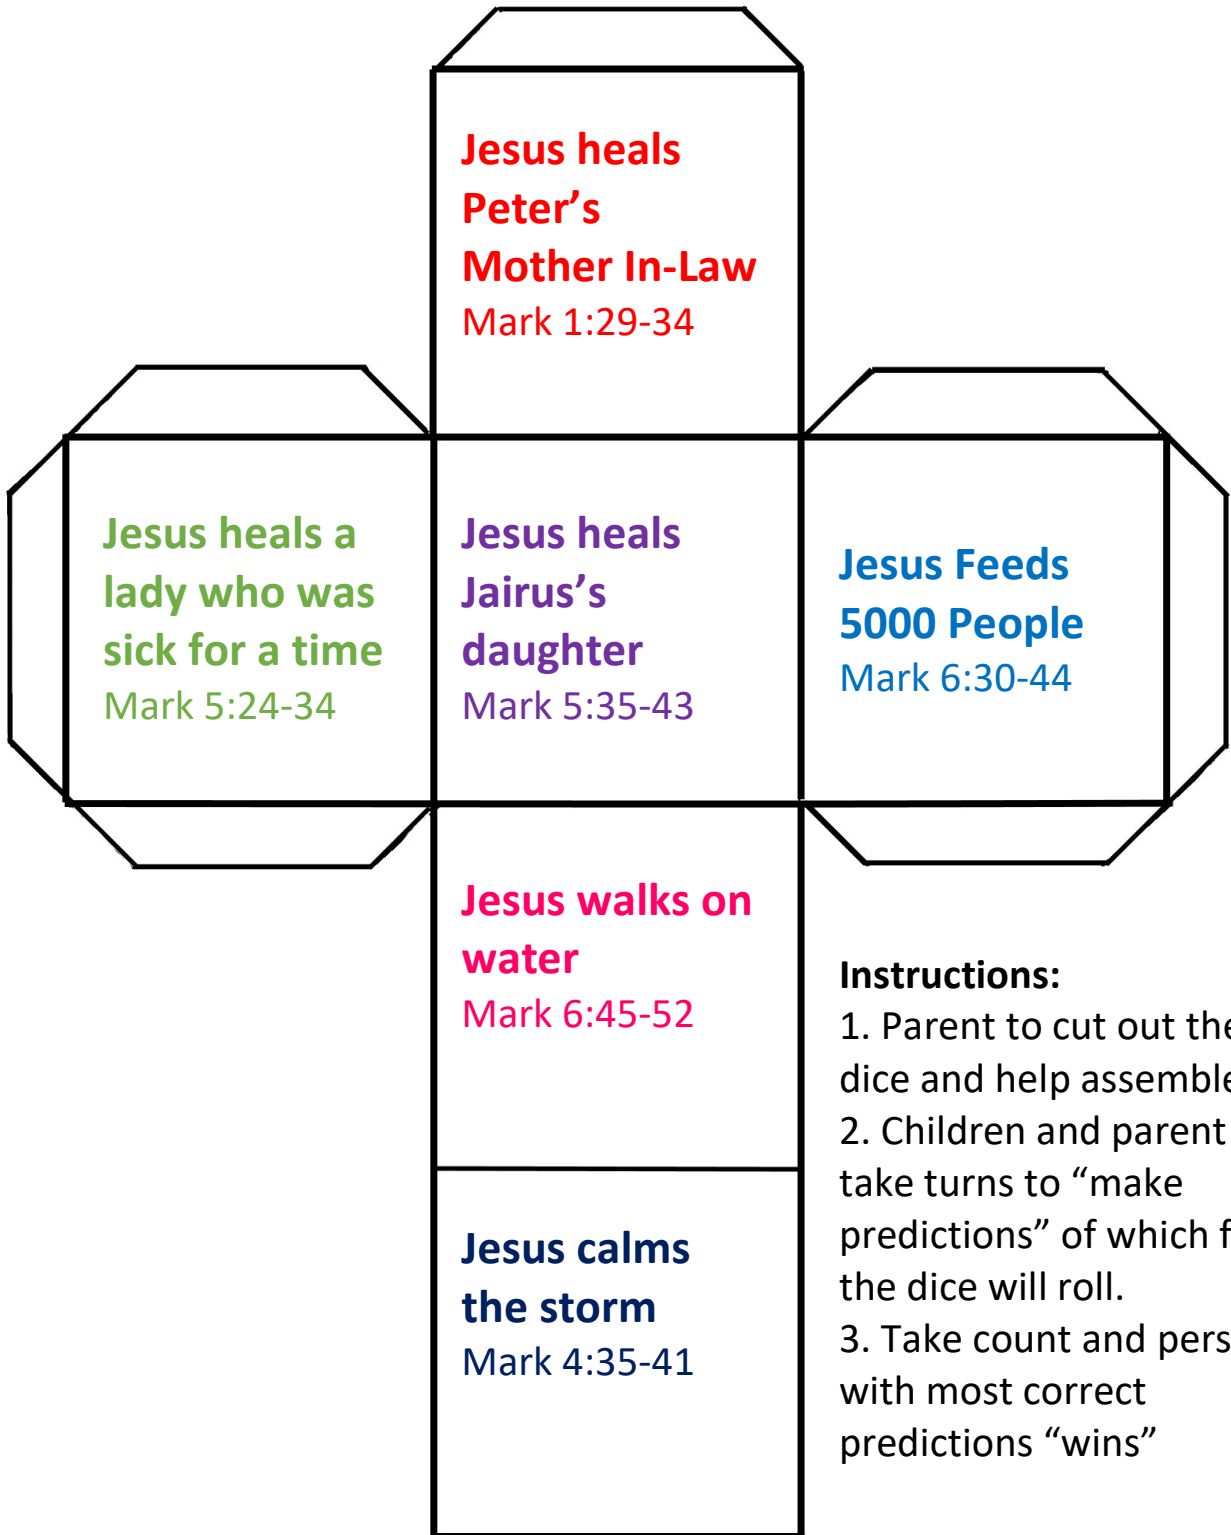 Jesus heals
Peter’s
Mother In-Law
Mark 1:29-34
Jesus heals a
lady who was
sick for a time
Mark 5:24-34
Jesus heals
Jairus’s
daughter
Mark 5:35-43
Jesus Feeds
5000 People
Mark 6:30-44
Jesus walks on
water
Mark 6:45-52
Jesus calms
the storm
Mark 4:35-41
Instructions:
1. Parent to cut out the
dice and help assemble
2. Children and parent
take turns to “make
predictions” of which
the dice will roll.
3. Take count and
with most correct
predictions “wins”